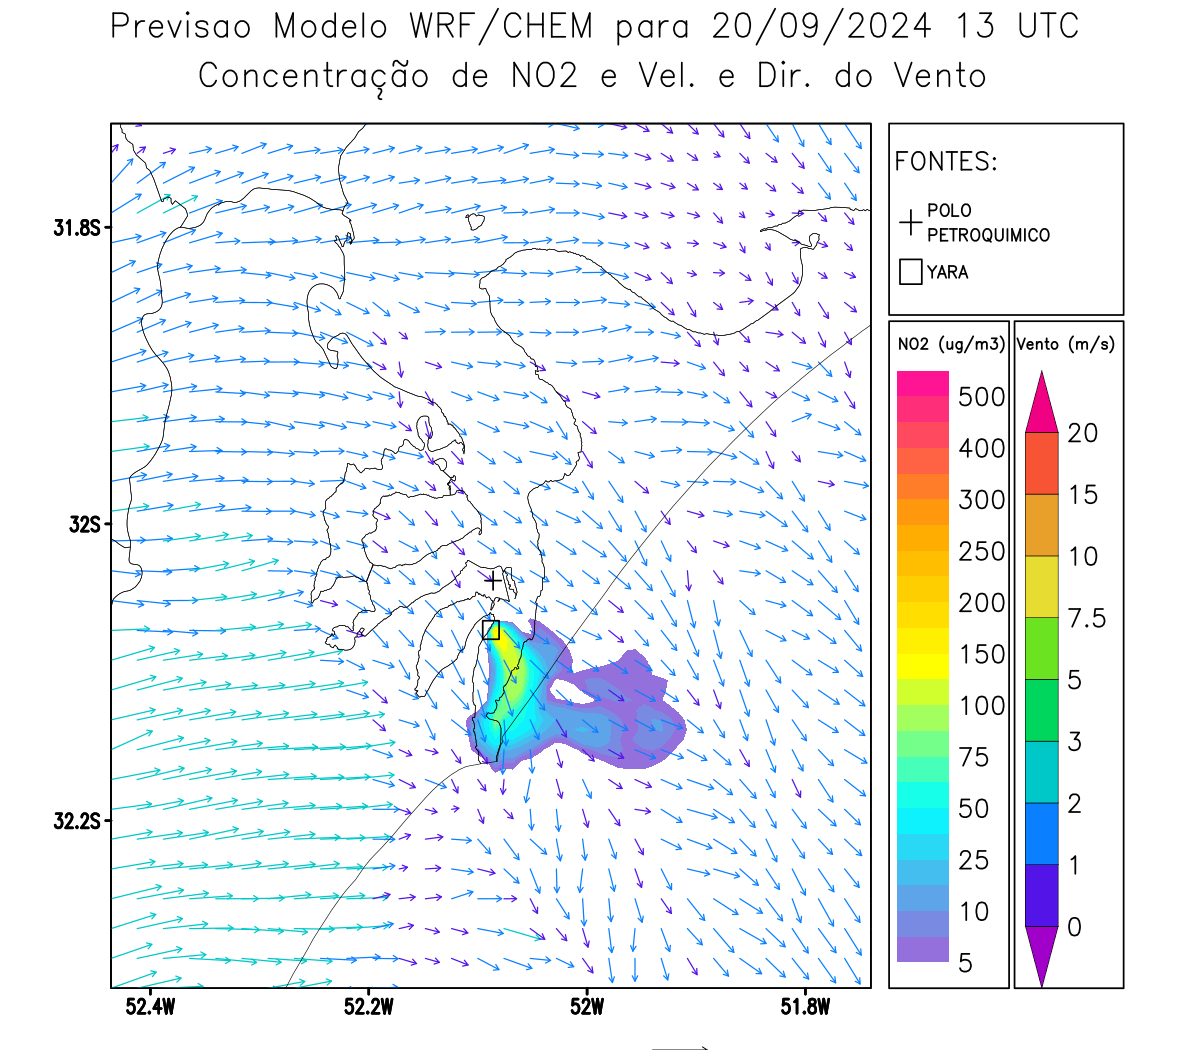 Previsao Modelo WRF/CHEM para 20/09/2024 13 UTC
Concentração de NO2 e Vel. e Dir. do Vento
FONTES:
POLO
PETROQUIMICO
YARA
31.8S
32S
32.2S
52.4W
52.2W
52W
51.8W
NO2 (ug/m3)
500
400
300
250
200
150
100
75
50
25
10
5
Vento (m/s)
20
15
10
7.5
5
3
2
1
0